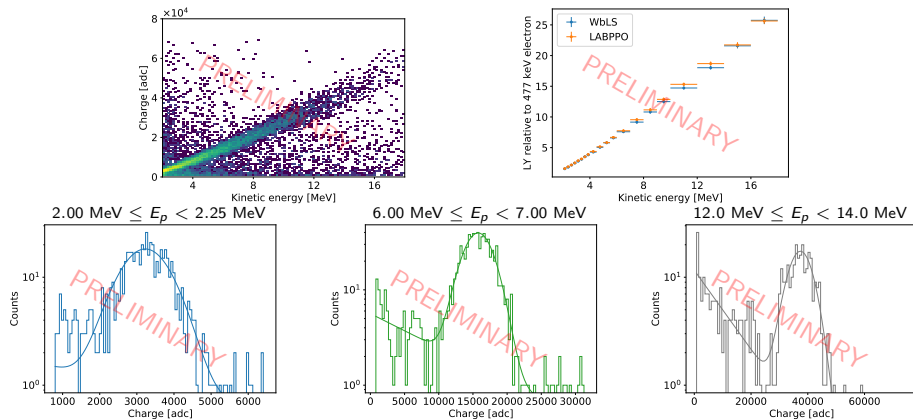 ×10⁴
8
6
4
2
0
4
8
12
16
Charge [adc]
Kinetic energy [MeV]
PRELIMINARY
WbLS
LABPPO
25
20
15
10
5
4
8
12
16
LY relative to 477 keV electron
Kinetic energy [MeV]
PRELIMINARY
2.00 MeV ≤ E_p < 2.25 MeV
10¹
10⁰
1000
2000
3000
4000
5000
6000
Counts
Charge [adc]
PRELIMINARY
6.00 MeV ≤ E_p < 7.00 MeV
10¹
10⁰
0
5000
10000
15000
20000
25000
30000
Counts
Charge [adc]
PRELIMINARY
12.0 MeV ≤ E_p < 14.0 MeV
10¹
10⁰
0
20000
40000
60000
Counts
Charge [adc]
PRELIMINARY